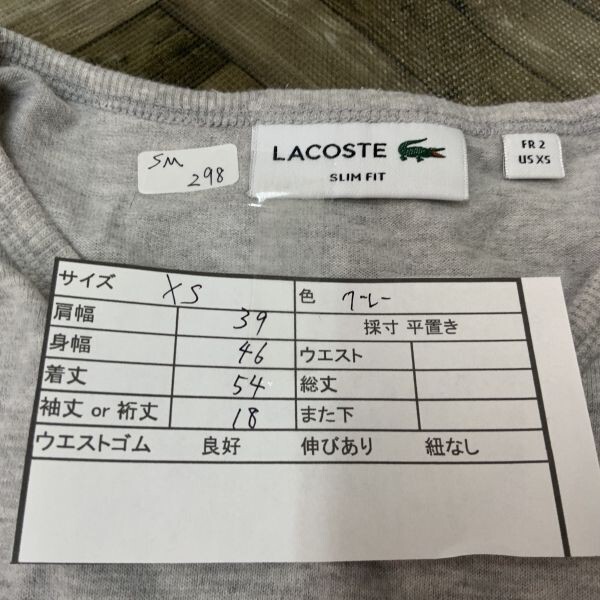 LACOSTE
SLIM FIT
FR 2
US XS
SM
298
サイズ XS 色 グレー
肩幅 39 採寸 平置き
身幅 46 ウエスト
着丈 54 総丈
袖丈 or 裄丈 18 また下
ウエストゴム 良好 伸びあり 紐なし